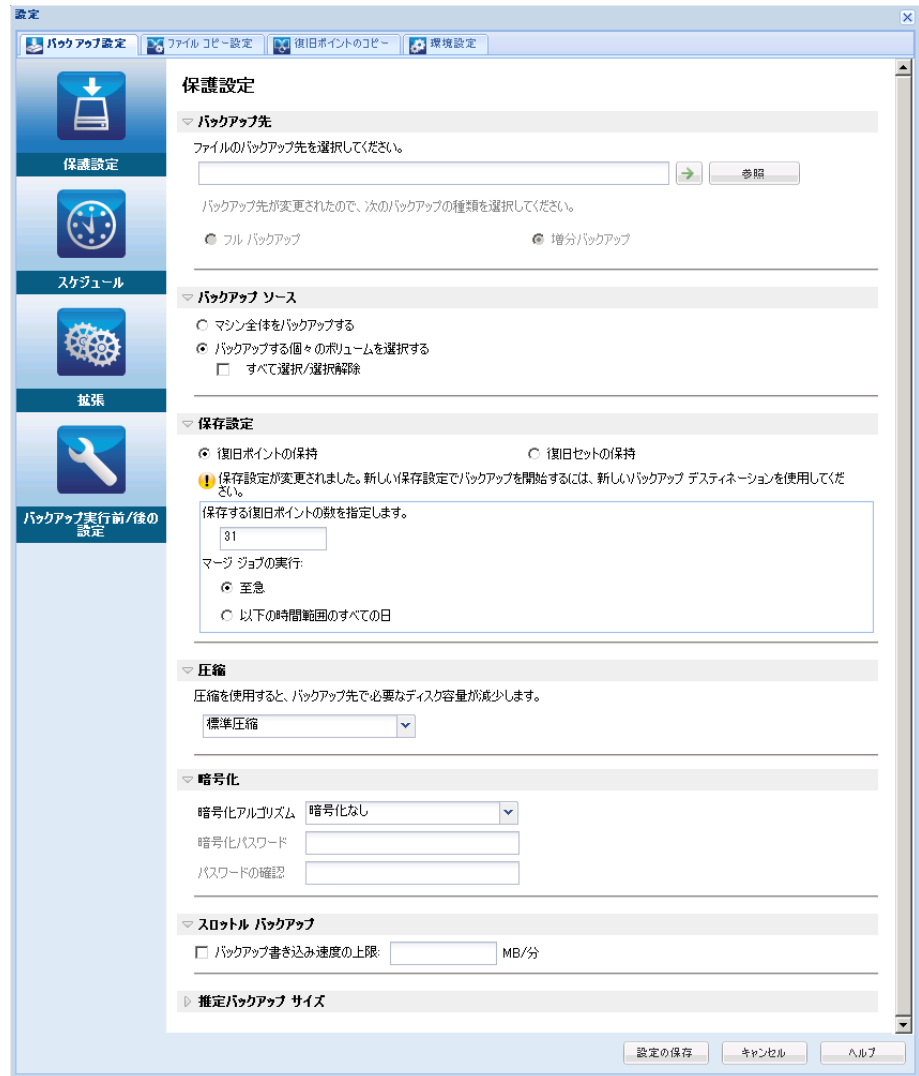 設定
バックアップ設定
ファイル コピー設定
復旧ポイントのコピー
環境設定
保護設定
スケジュール
拡張
バックアップ実行前/後の
設定
保護設定
バックアップ先
ファイルのバックアップ先を選択してください。
参照
バックアップ先が変更されたので、次のバックアップの種類を選択してください。
フル バックアップ
増分バックアップ
バックアップ ソース
マシン全体をバックアップする
バックアップする個々のボリュームを選択する
すべて選択/選択解除
保存設定
復旧ポイントの保持
復旧セットの保持
保存設定が変更されました。新しい保存設定でバックアップを開始するには、新しいバックアップ デスティネーションを使用してくだ
さい。
保存する復旧ポイントの数を指定します。
31
マージ ジョブの実行:
至急
以下の時間範囲のすべての日
圧縮
圧縮を使用すると、バックアップ先で必要なディスク容量が減少します。
標準圧縮
暗号化
暗号化アルゴリズム 暗号化なし
暗号化パスワード
パスワードの確認
スロットル バックアップ
バックアップ書き込み速度の上限: MB/分
推定バックアップ サイズ
設定の保存
キャンセル
ヘルプ